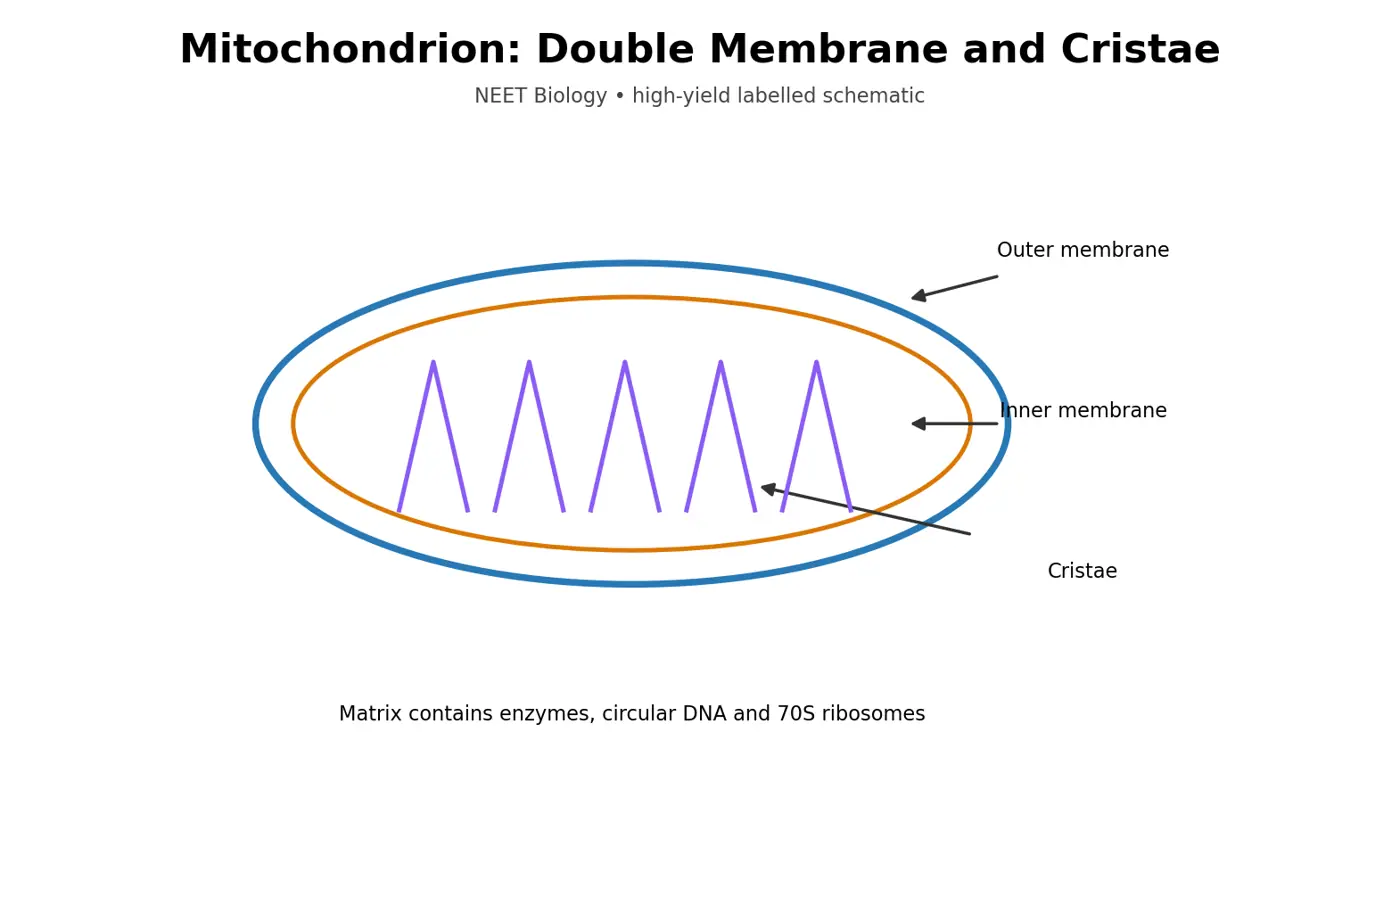 Mitochondrion: Double Membrane and Cristae
NEET Biology • high-yield labelled schematic
Outer membrane
Inner membrane
Cristae
Matrix contains enzymes, circular DNA and 70S ribosomes